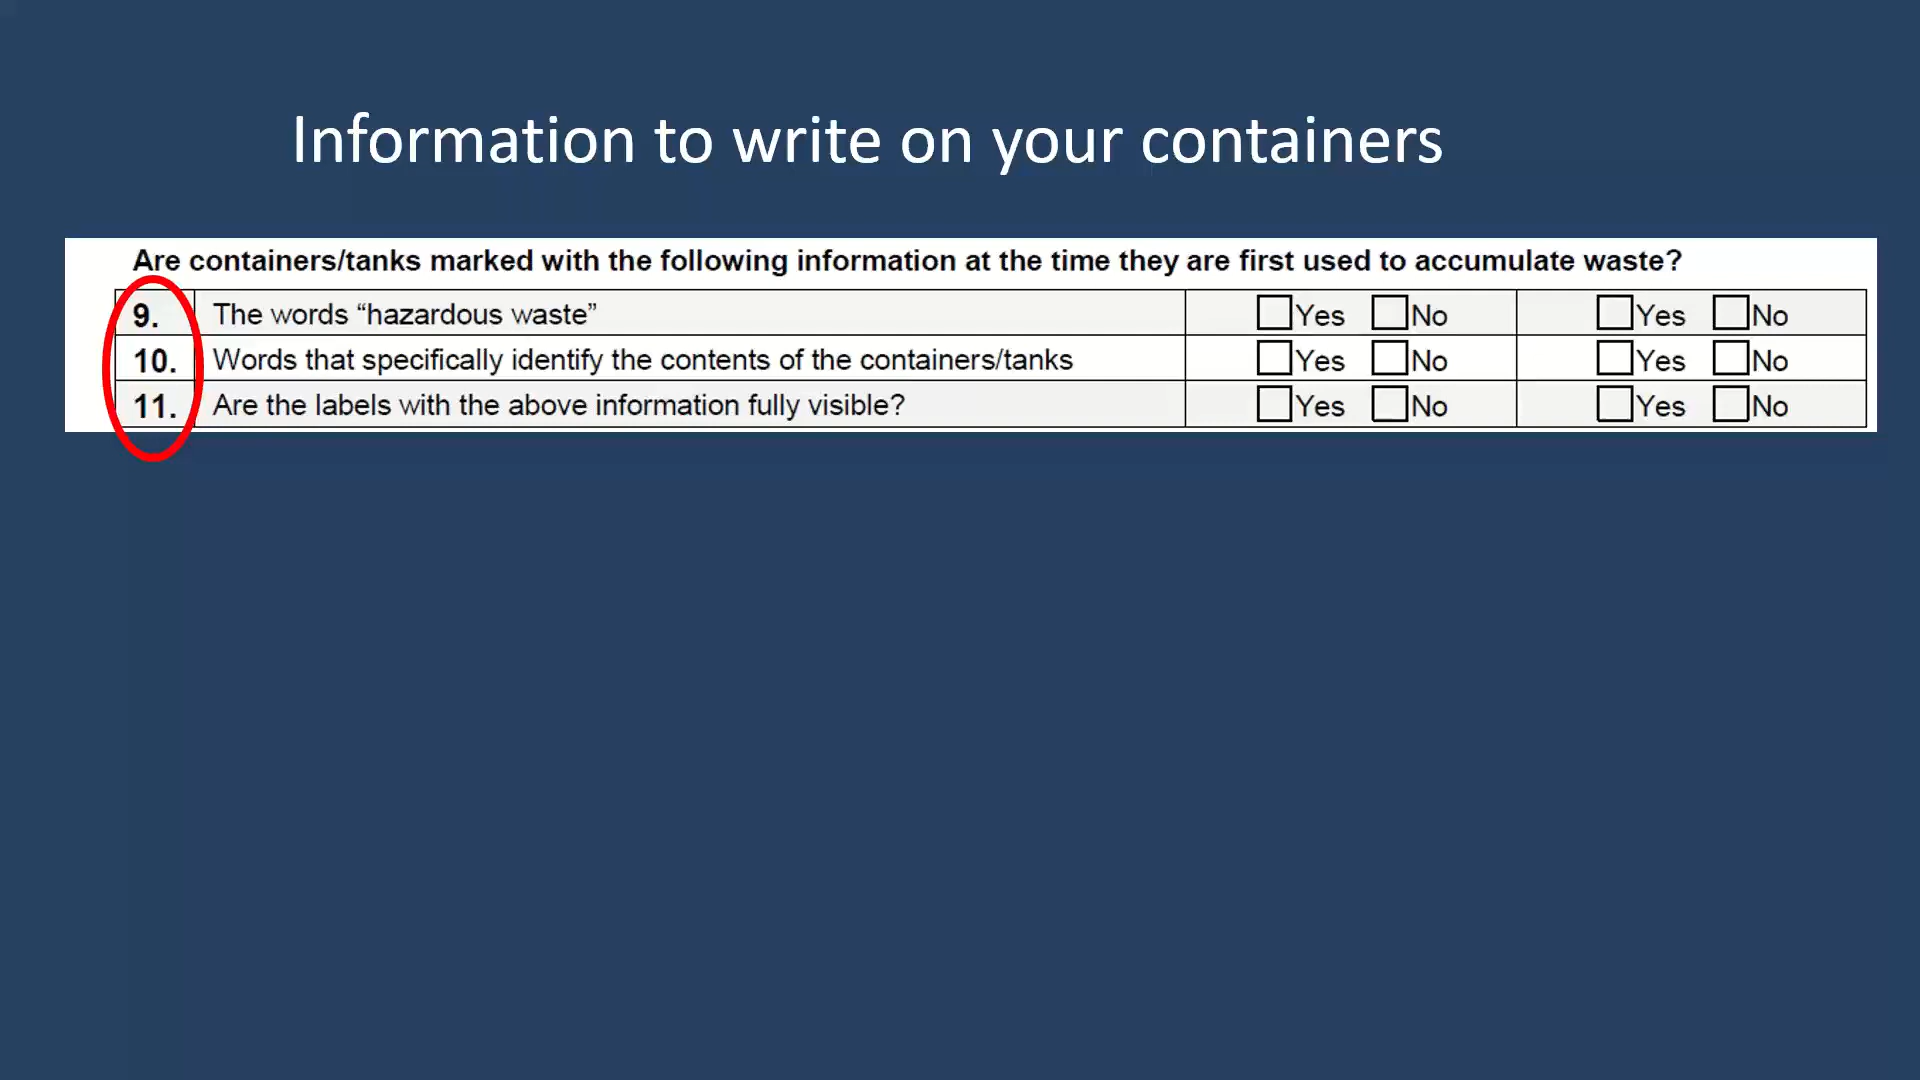 Information to write on your containers
Are containers/tanks marked with the following information at the time they are first used to accumulate waste?
9. The words “hazardous waste” Yes No Yes No
10. Words that specifically identify the contents of the containers/tanks Yes No Yes No
11. Are the labels with the above information fully visible? Yes No Yes No